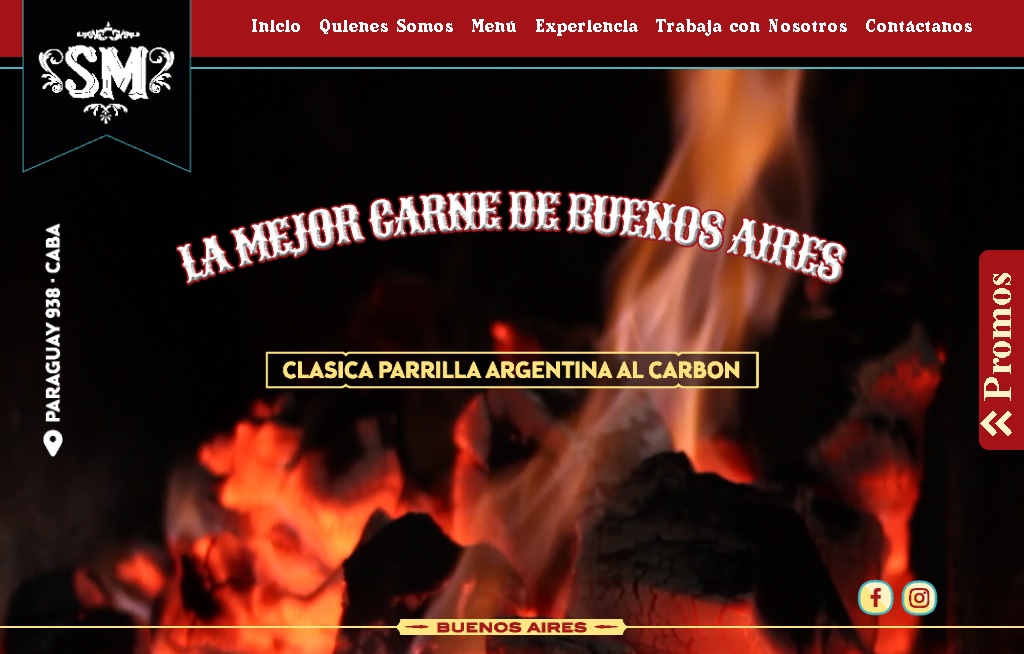 SM
Inicio Quienes Somos Menú Experiencia Trabaja con Nosotros Contáctanos
LA MEJOR CARNE DE BUENOS AIRES
PARAGUAY 938 · CABA
CLASICA PARRILLA ARGENTINA AL CARBON
Promos
BUENOS AIRES